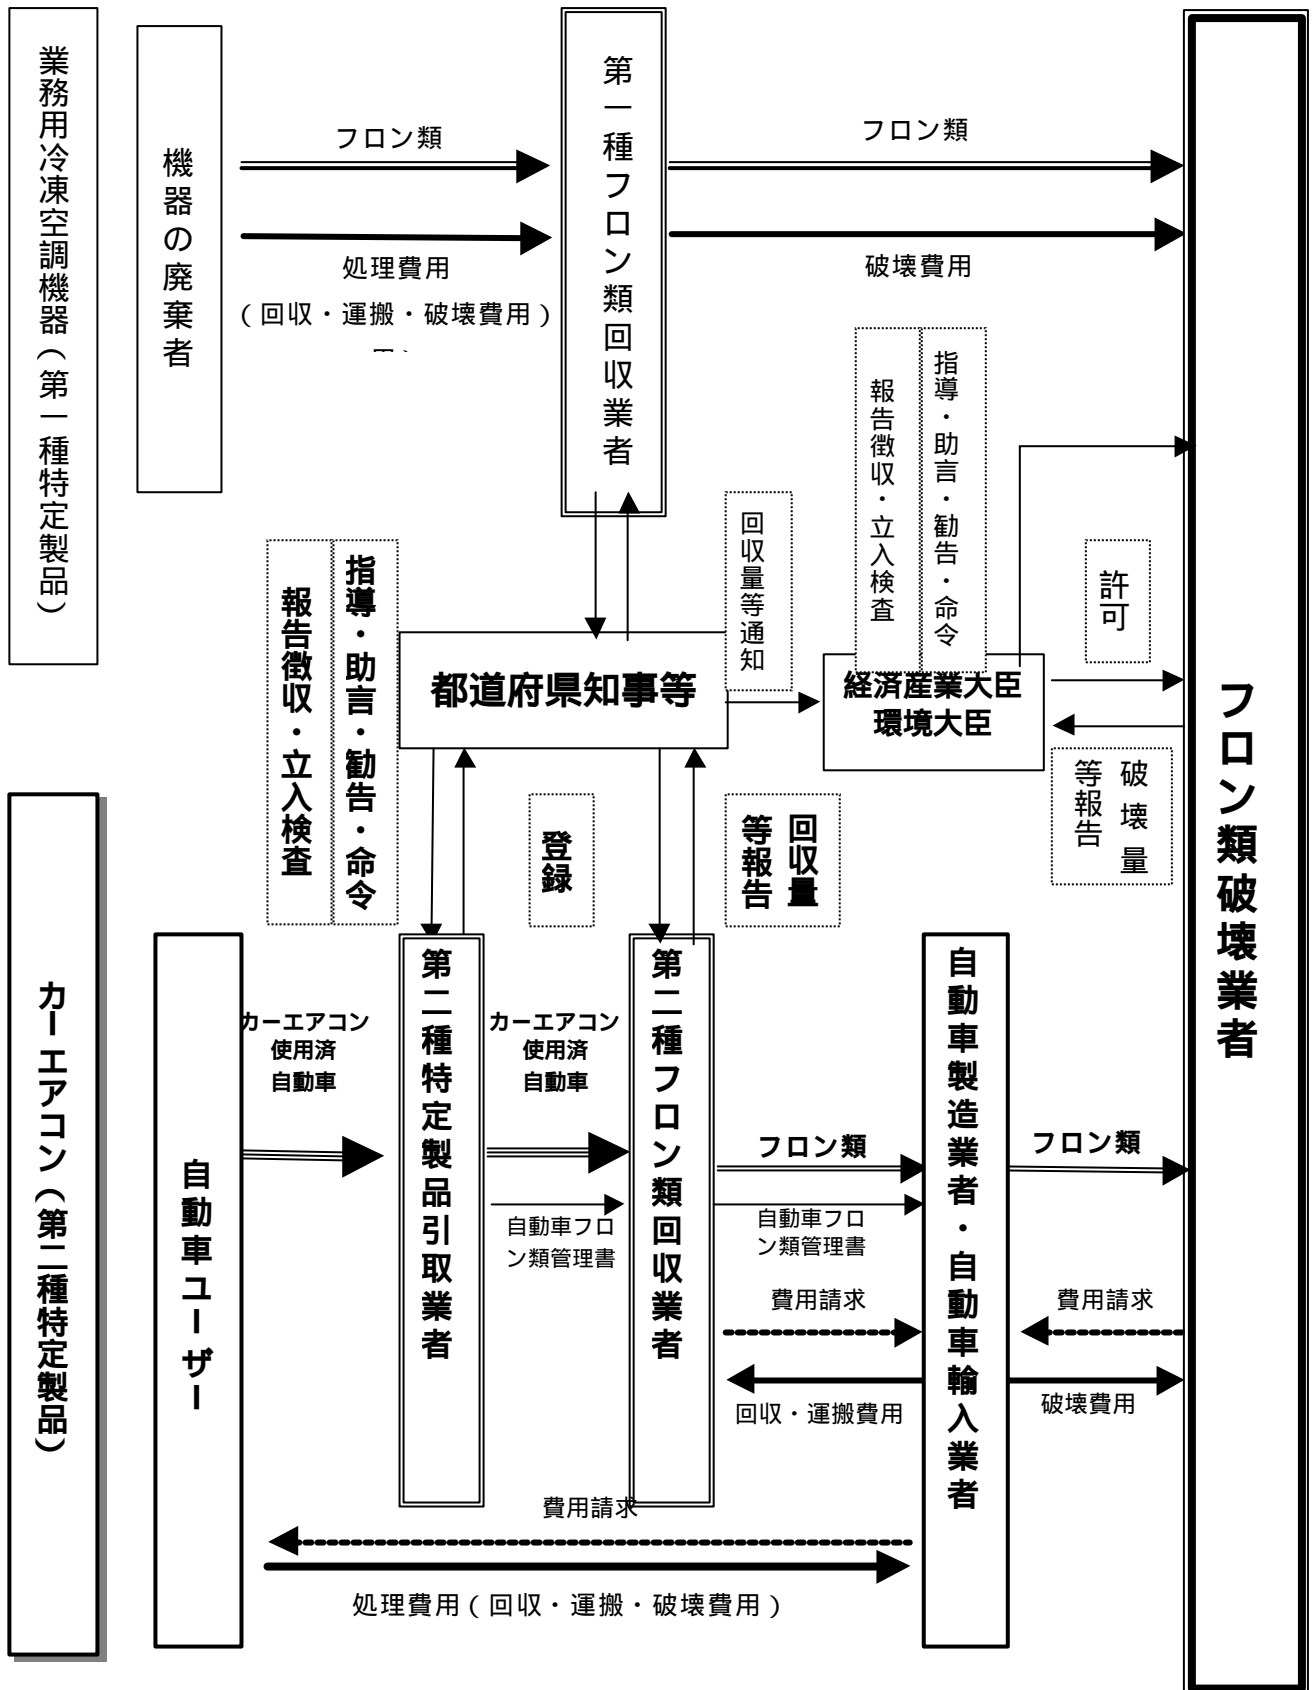 業務用冷凍空調機器(第一種特定製品)
機器の廃棄者
フロン類
処理費用
(回収・運搬・破壊費用)
第一種フロン類回収業者
フロン類
破壊費用
報告徴収・立入検査
指導・助言・勧告・命令
許可
回収量等通知
報告徴収・立入検査
指導・助言・勧告・命令
都道府県知事等
経済産業大臣
環境大臣
破壊量
等報告
登録
回収量
等報告
フロン類破壊業者
カーエアコン(第二種特定製品)
自動車ユーザー
カーエアコン
使用済
自動車
第二種特定製品引取業者
カーエアコン
使用済
自動車
自動車フロ
ン類管理書
第二種フロン類回収業者
フロン類
自動車フロ
ン類管理書
費用請求
回収・運搬費用
自動車製造業者・自動車輸入業者
フロン類
費用請求
破壊費用
費用請求
処理費用(回収・運搬・破壊費用)